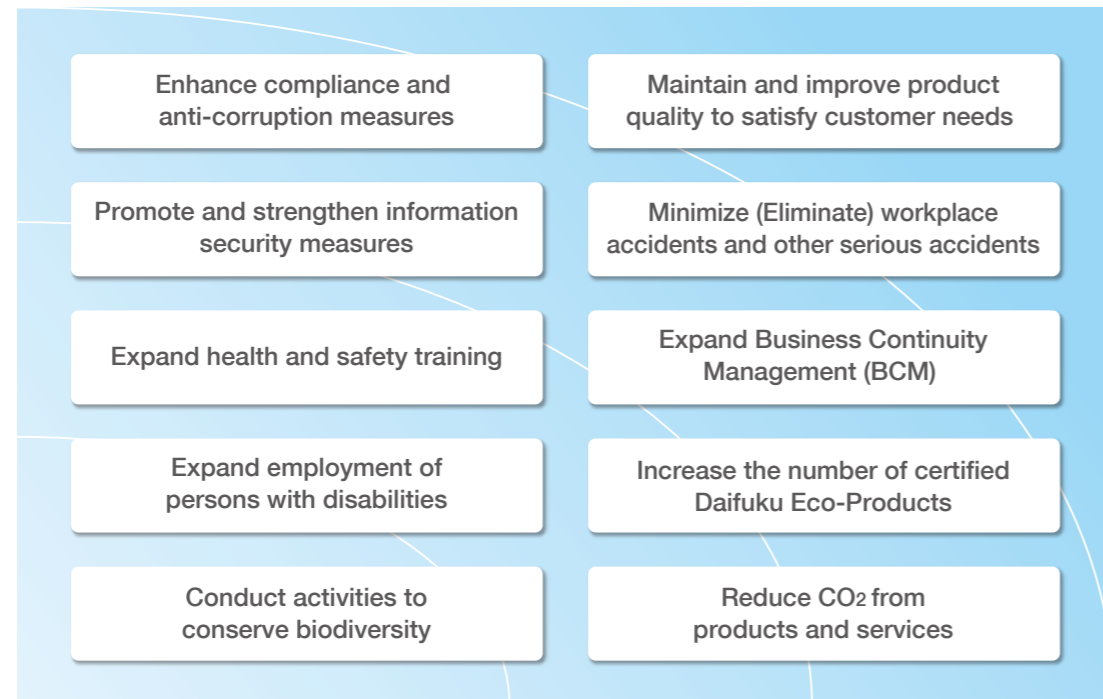 Enhance compliance and
anti-corruption measures
Maintain and improve product
quality to satisfy customer needs
Promote and strengthen information
security measures
Minimize (Eliminate) workplace
accidents and other serious accidents
Expand health and safety training
Expand Business Continuity
Management (BCM)
Expand employment of
persons with disabilities
Increase the number of certified
Daifuku Eco-Products
Conduct activities to
conserve biodiversity
Reduce CO2 from
products and services